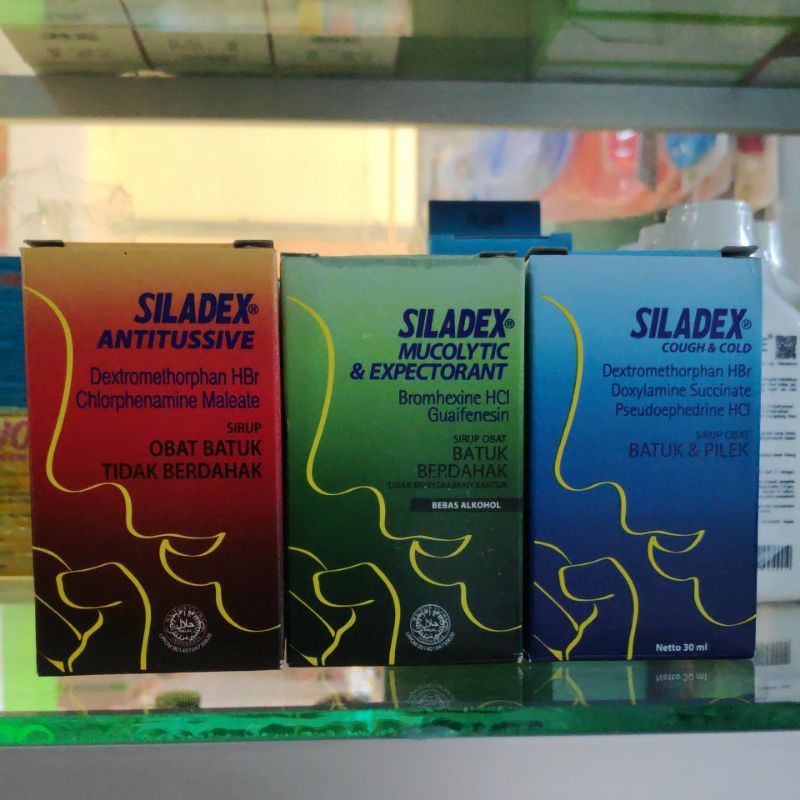 SILADEX®
ANTITUSSIVE
Dextromethorphan HBr
Chlorphenamine Maleate
SIRUP
OBAT BATUK
TIDAK BERDAHAK
حلال
SILADEX®
MUCOLYTIC
& EXPECTORANT
Bromhexine HCl
Guaifenesin
SIRUP OBAT
BATUK
BERDAHAK
TIDAK MENYEBABKAN KANTUK
BEBAS ALKOHOL
حلال
SILADEX®
COUGH & COLD
Dextromethorphan HBr
Doxylamine Succinate
Pseudoephedrine HCl
SIRUP OBAT
BATUK & PILEK
Netto 30 ml